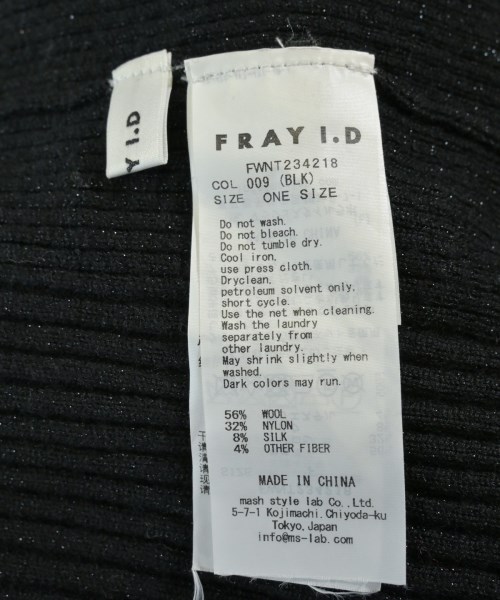 Y I.D
FRAY I.D
FWNT234218
COL 009 (BLK)
SIZE ONE SIZE
Do not wash.
Do not bleach.
Do not tumble dry.
Cool iron.
use press cloth.
Dryclean.
petroleum solvent only.
short cycle.
Use the net when cleaning.
Wash the laundry
separately from
other laundry.
May shrink slightly when
washed.
Dark colors may run.
56% WOOL
32% NYLON
8% SILK
4% OTHER FIBER
MADE IN CHINA
mash style lab Co.,Ltd.
5-7-1 Kojimachi,Chiyoda-ku
Tokyo,Japan
info@ms-lab.com